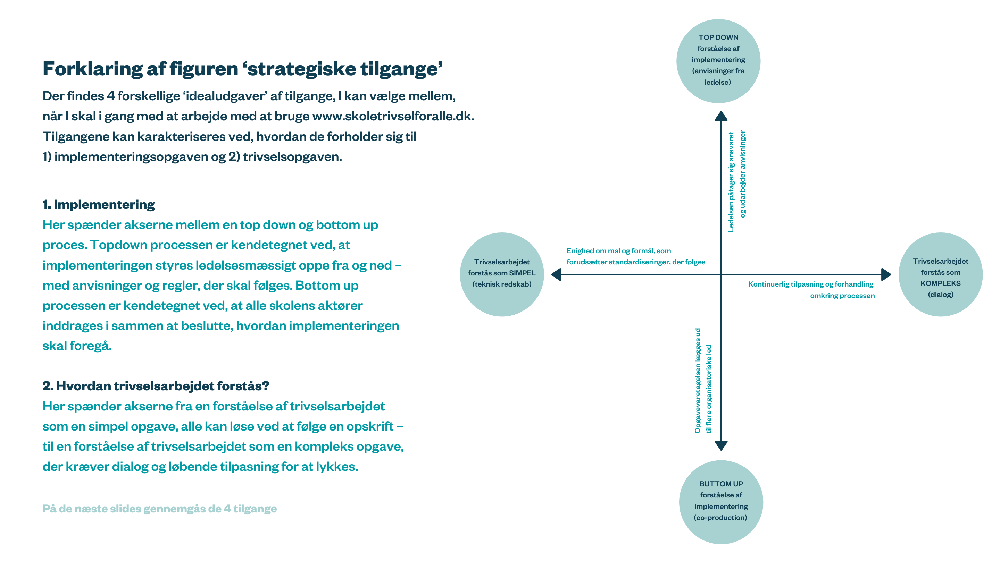 Forklaring af figuren ‘strategiske tilgange’
Der findes 4 forskellige ‘idealudgaver’ af tilgange, I kan vælge mellem,
når I skal i gang med at arbejde med at bruge www.skoletrivselforalle.dk.
Tilgangene kan karakteriseres ved, hvordan de forholder sig til
1) implementeringsopgaven og 2) trivselsopgaven.
1. Implementering
Her spænder akserne mellem en top down og bottom up
proces. Topdown processen er kendetegnet ved, at
implementeringen styres ledelsesmæssigt oppe fra og ned –
med anvisninger og regler, der skal følges. Bottom up
processen er kendetegnet ved, at alle skolens aktører
inddrages i sammen at beslutte, hvordan implementeringen
skal foregå.
2. Hvordan trivselsarbejdet forstås?
Her spænder akserne fra en forståelse af trivselsarbejdet
som en simpel opgave, alle kan løse ved at følge en opskrift –
til en forståelse af trivselsarbejdet som en kompleks opgave,
der kræver dialog og løbende tilpasning for at lykkes.
På de næste slides gennemgås de 4 tilgange
TOP DOWN
forståelse af
implementering
(anvisninger fra
ledelse)
Ledelsen påtager sig ansvaret
og udarbejder anvisninger
Trivselsarbejdet
forstås som SIMPEL
(teknisk redskab)
Enighed om mål og formål, som
forudsætter standardiseringer, der følges
Kontinuerlig tilpasning og forhandling
omkring processen
Trivselsarbejdet
forstås som
KOMPLEKS
(dialog)
Opgavevaretagelsen lægges ud
til flere organisatoriske led
BUTTOM UP
forståelse af
implementering
(co-production)